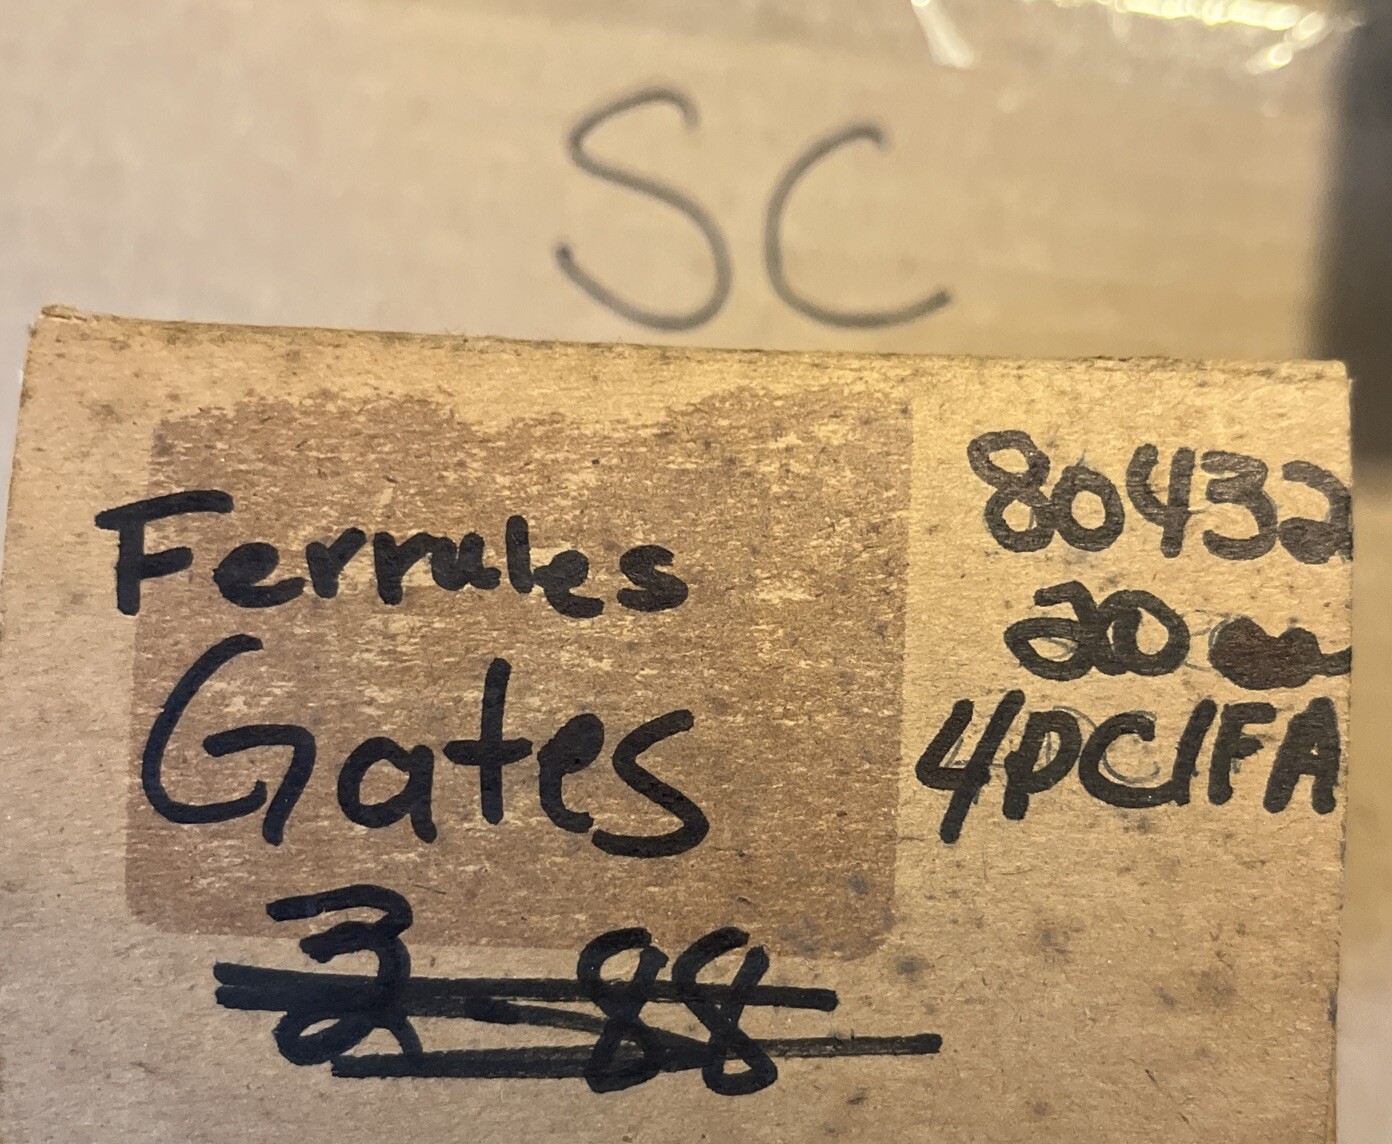 SC
Ferrules
Gates
3-88
80432
20
4PC1FA